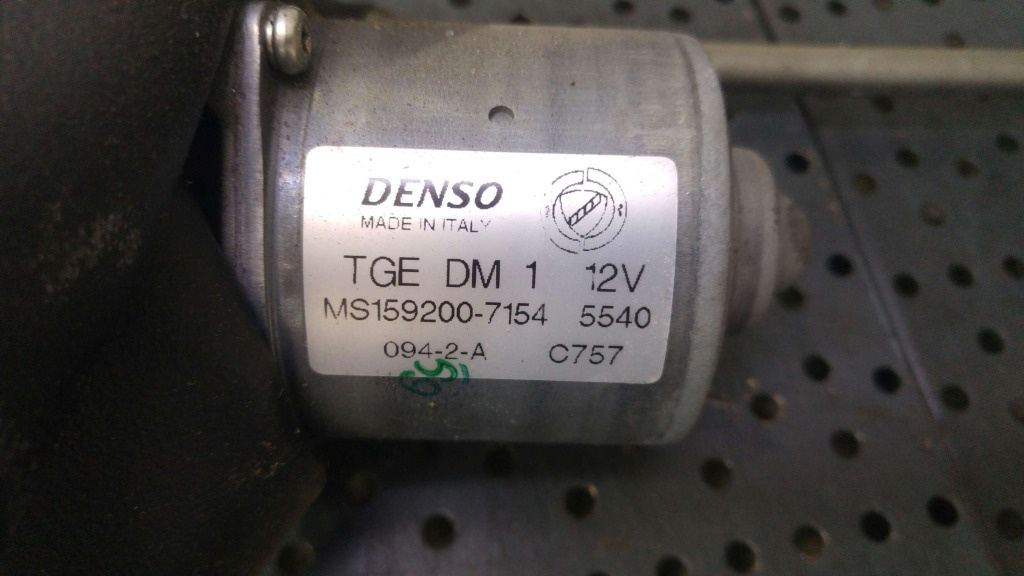 DENSO
MADE IN ITALY
TGE DM 1 12V
MS159200-7154 5540
094-2-A C757